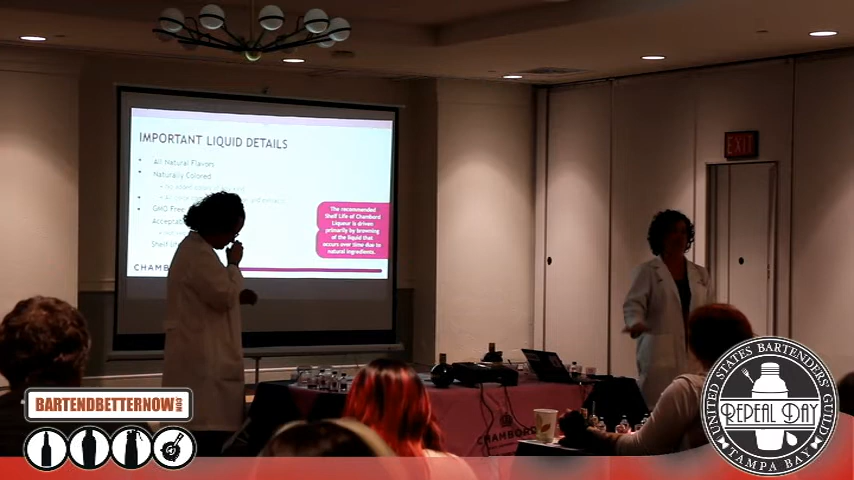 IMPORTANT LIQUID DETAILS
All Natural Flavors
Naturally Colored
GMO Free
Shelf
The recommended
Shelf Life of Chambord
Liqueur is driven
primarily by browning
of the liquid that
occurs over time due to
natural ingredients.
CHAMB
EXIT
CHAMBORD
BARTENDBETTERNOW.COM
UNITED STATES BARTENDERS' GUILD
REPEAL DAY
TAMPA BAY